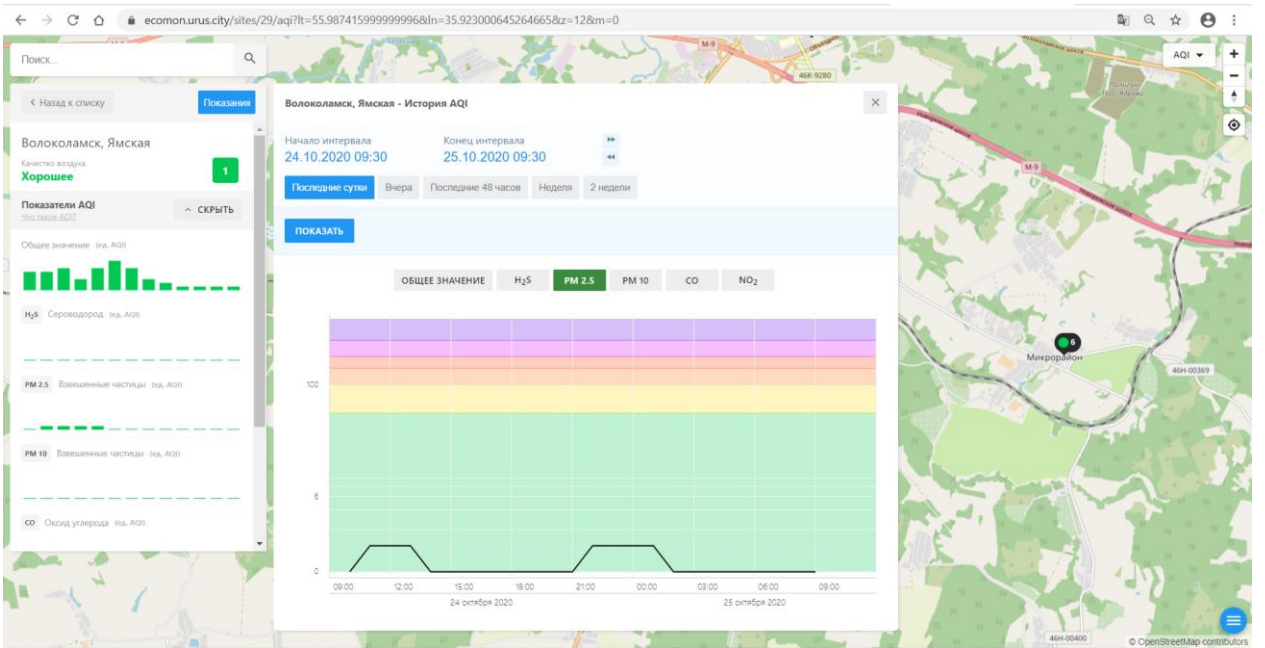 ecomon.urus.city/sites/29/aqi?lt=55.987415999999996&ln=35.923000645264665&z=12&m=0
Поиск...
< Назад к списку
Показания
Волоколамск, Ямская
Качество воздуха
Хорошее
1
Показатели AQI
Что такое AQI?
СКРЫТЬ
Общее значение (ед. AQI)
H₂S Сероводород (ед. AQI)
PM 2.5 Взвешенные частицы (ед. AQI)
PM 10 Взвешенные частицы (ед. AQI)
CO Оксид углерода (ед. AQI)
Волоколамск, Ямская - История AQI
Начало интервала
Конец интервала
24.10.2020 09:30
25.10.2020 09:30
Последние сутки Вчера Последние 48 часов Неделя 2 недели
ПОКАЗАТЬ
ОБЩЕЕ ЗНАЧЕНИЕ H₂S PM 2.5 PM 10 CO NO₂
100
6
0
09:00 12:00 15:00 18:00 21:00 00:00 03:00 06:00 09:00
24 октября 2020 25 октября 2020
М-9
46К-9280
AQI
+
−
М-9
Новорижское шоссе
6
Микрорайон
46Н-00369
46Н-00400
© OpenStreetMap contributors